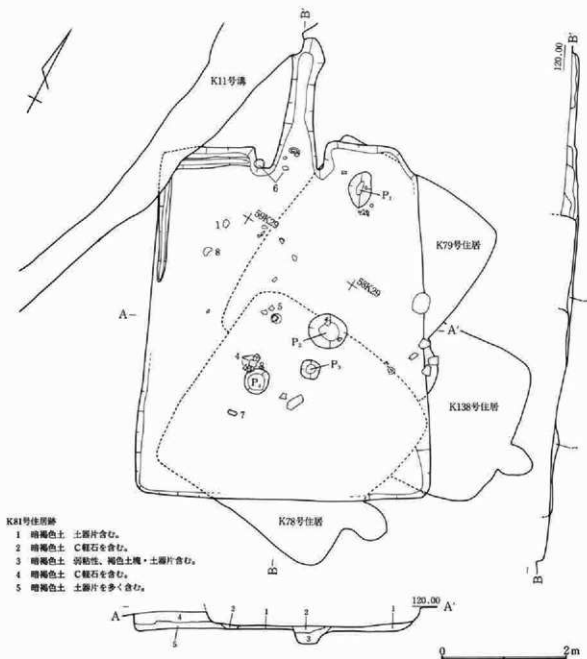 B'
B'
120.00
K11号溝
6
P₁
1
59K29
8
K79号住居
58K29
A
5
A'
P₂
4
P₃
P₄
K138号住居
7
K78号住居
B
B
K81号住居跡
1 暗褐色土 土器片含む。
2 暗褐色土 C軽石を含む。
3 暗褐色土 弱粘性、褐色土塊・土器片含む。
4 暗褐色土 C軽石を含む。
5 暗褐色土 土器片を多く含む。
A
4
2
1
2
1
120.00
A'
5
3
0
2m